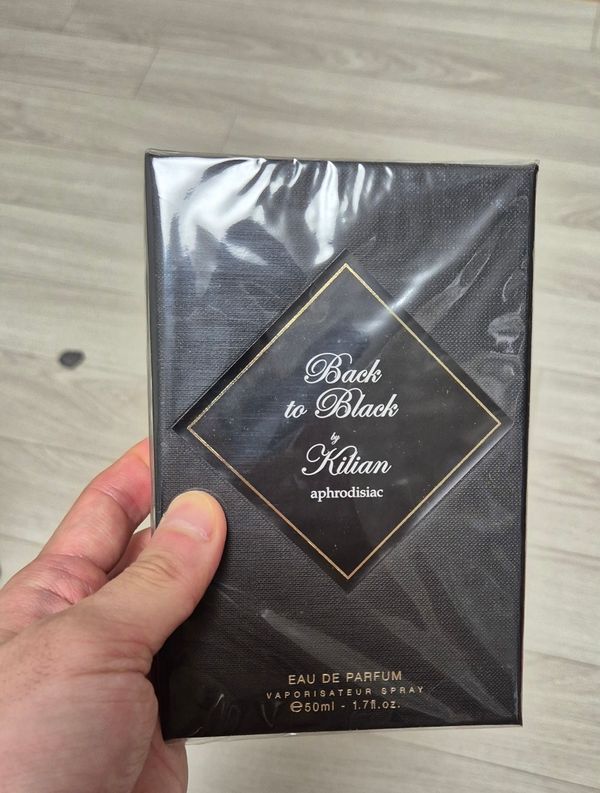 Back
to Black
by
Kilian
aphrodisiac
EAU DE PARFUM
VAPORISATEUR SPRAY
℮50ml - 1.7fl.oz.